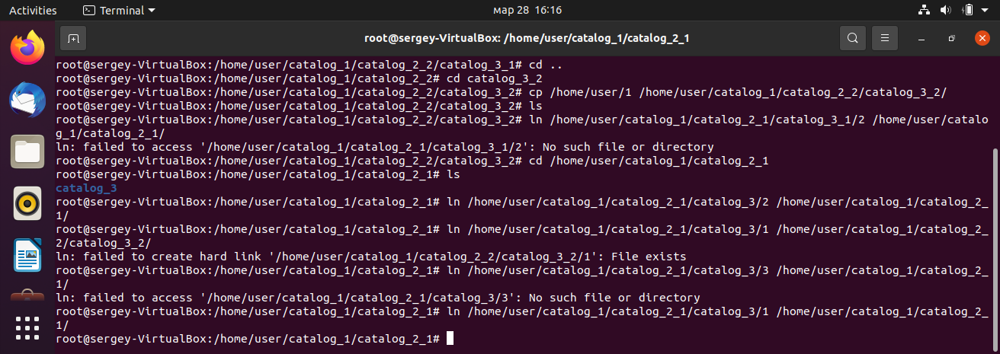 Activities Terminal мар 28 16:16
root@sergey-VirtualBox: /home/user/catalog_1/catalog_2_1
root@sergey-VirtualBox:/home/user/catalog_1/catalog_2_2/catalog_3_1# cd ..
root@sergey-VirtualBox:/home/user/catalog_1/catalog_2_2# cd catalog_3_2
root@sergey-VirtualBox:/home/user/catalog_1/catalog_2_2/catalog_3_2# cp /home/user/1 /home/user/catalog_1/catalog_2_2/catalog_3_2/
root@sergey-VirtualBox:/home/user/catalog_1/catalog_2_2/catalog_3_2# ls
root@sergey-VirtualBox:/home/user/catalog_1/catalog_2_2/catalog_3_2# ln /home/user/catalog_1/catalog_2_1/catalog_3_1/2 /home/user/catalo
g_1/catalog_2_1/
ln: failed to access '/home/user/catalog_1/catalog_2_1/catalog_3_1/2': No such file or directory
root@sergey-VirtualBox:/home/user/catalog_1/catalog_2_2/catalog_3_2# cd /home/user/catalog_1/catalog_2_1
root@sergey-VirtualBox:/home/user/catalog_1/catalog_2_1# ls
catalog_3
root@sergey-VirtualBox:/home/user/catalog_1/catalog_2_1# ln /home/user/catalog_1/catalog_2_1/catalog_3/2 /home/user/catalog_1/catalog_2_
1/
root@sergey-VirtualBox:/home/user/catalog_1/catalog_2_1# ln /home/user/catalog_1/catalog_2_1/catalog_3/1 /home/user/catalog_1/catalog_2_
2/catalog_3_2/
ln: failed to create hard link '/home/user/catalog_1/catalog_2_2/catalog_3_2/1': File exists
root@sergey-VirtualBox:/home/user/catalog_1/catalog_2_1# ln /home/user/catalog_1/catalog_2_1/catalog_3/3 /home/user/catalog_1/catalog_2_
1/
ln: failed to access '/home/user/catalog_1/catalog_2_1/catalog_3/3': No such file or directory
root@sergey-VirtualBox:/home/user/catalog_1/catalog_2_1# ln /home/user/catalog_1/catalog_2_1/catalog_3/1 /home/user/catalog_1/catalog_2_
1/
root@sergey-VirtualBox:/home/user/catalog_1/catalog_2_1#